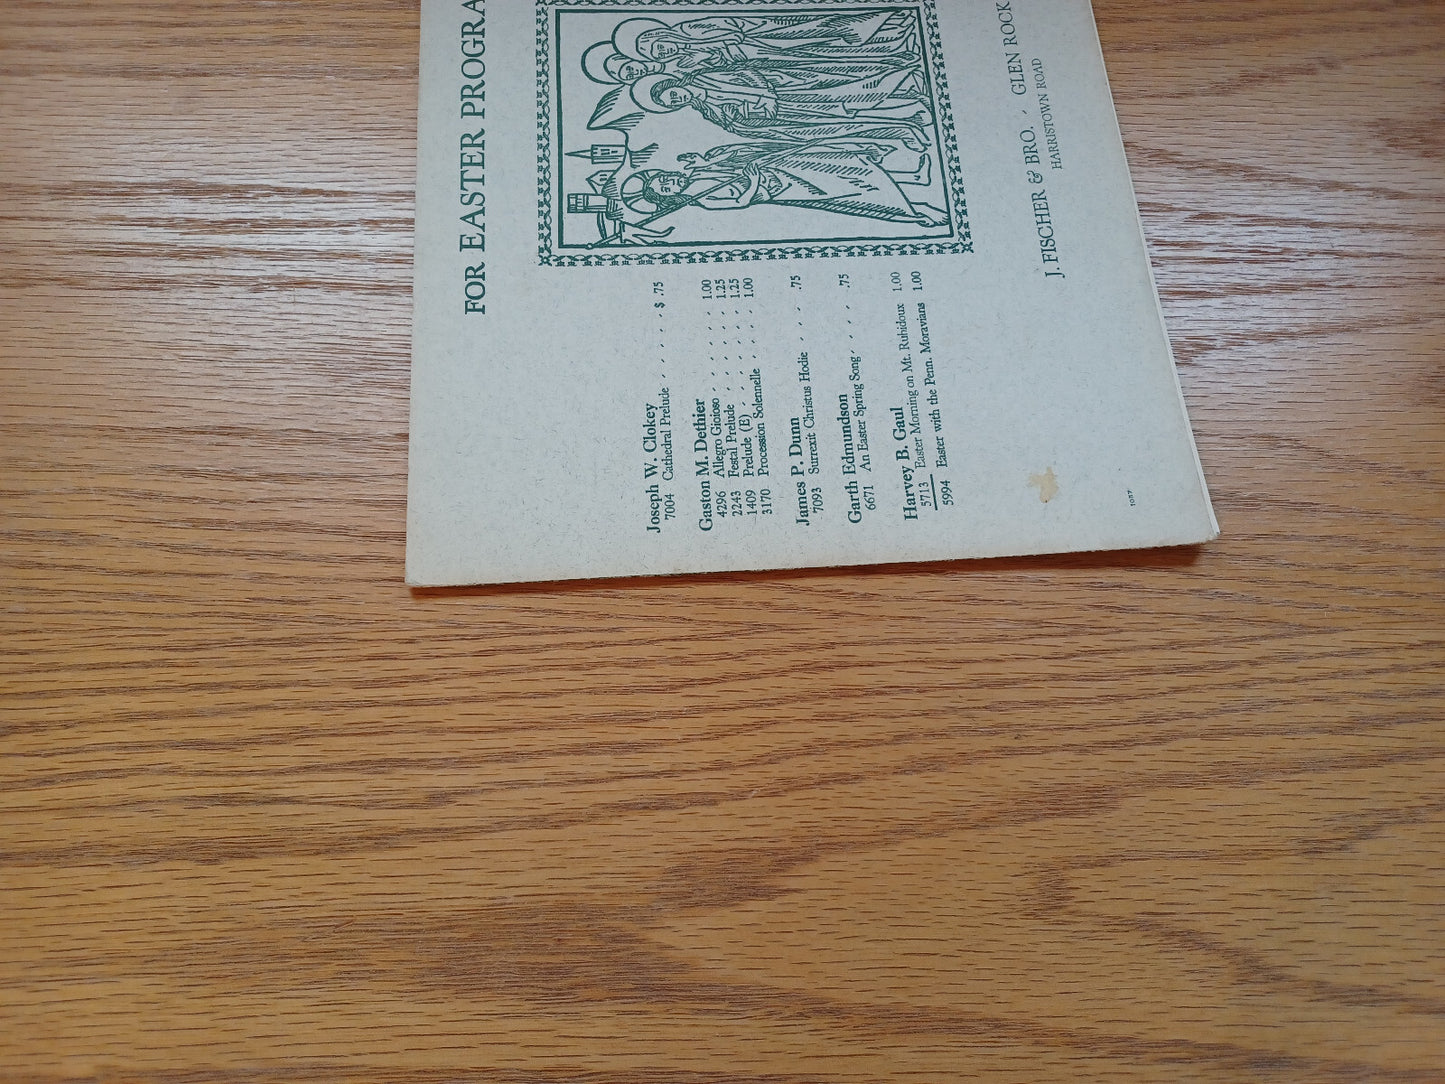 FOR EASTER PROGRA
Joseph W. Clokey
7004 Cathedral Prelude . . . . . $ .75
Gaston M. Dethier
4296 Allegro Gioioso . . . . . . . 1.00
2243 Festal Prelude . . . . . . . 1.25
1409 Prelude (E) . . . . . . . 1.25
3170 Procession Solennelle . . . . 1.00
James P. Dunn
7093 Surrexit Christus Hodie . . . . .75
Garth Edmundson
6671 An Easter Spring Song . . . . .75
Harvey B. Gaul
5713 Easter Morning on Mt. Rubidoux 1.00
5994 Easter with the Penn. Moravians 1.00
J. FISCHER & BRO. , GLEN ROCK
HARRISTOWN ROAD
1057